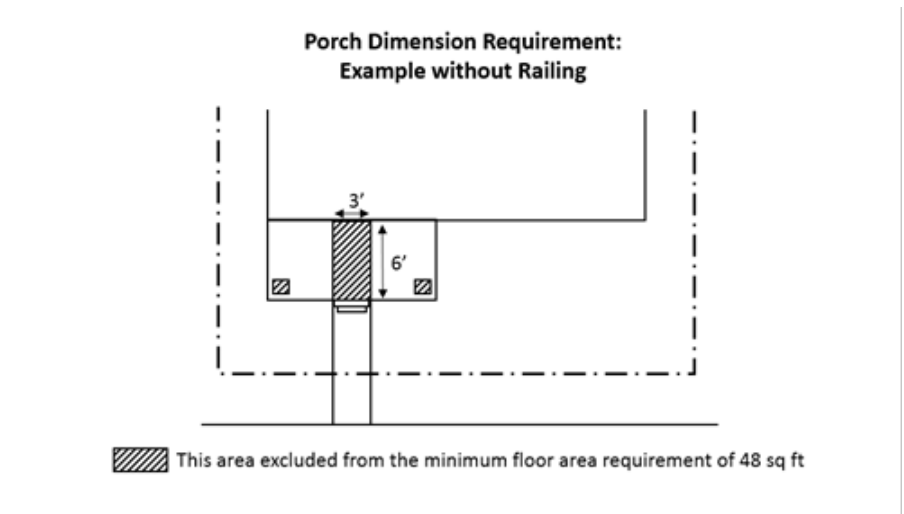 Porch Dimension Requirement:
Example without Railing
3’
6’
This area excluded from the minimum floor area requirement of 48 sq ft